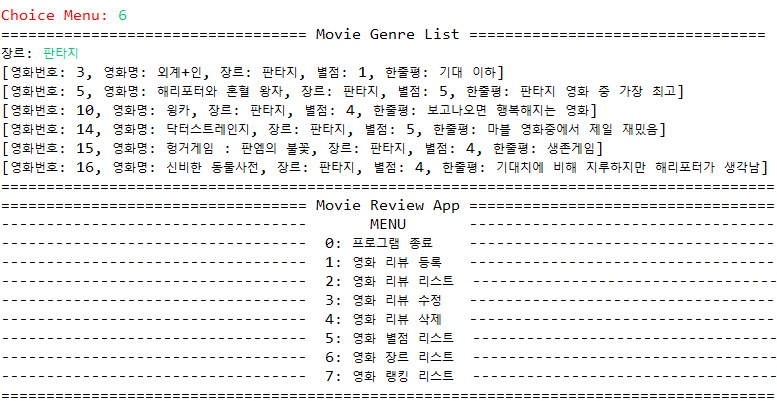 Choice Menu: 6
================================== Movie Genre List =================================
장르: 판타지
[영화번호: 3, 영화명: 외계+인, 장르: 판타지, 별점: 1, 한줄평: 기대 이하]
[영화번호: 5, 영화명: 해리포터와 혼혈 왕자, 장르: 판타지, 별점: 5, 한줄평: 판타지 영화 중 가장 최고]
[영화번호: 10, 영화명: 웡카, 장르: 판타지, 별점: 4, 한줄평: 보고나오면 행복해지는 영화]
[영화번호: 14, 영화명: 닥터스트레인지, 장르: 판타지, 별점: 5, 한줄평: 마블 영화중에서 제일 재밌음]
[영화번호: 15, 영화명: 헝거게임 : 판엠의 불꽃, 장르: 판타지, 별점: 4, 한줄평: 생존게임]
[영화번호: 16, 영화명: 신비한 동물사전, 장르: 판타지, 별점: 4, 한줄평: 기대치에 비해 지루하지만 해리포터가 생각남]
======================================================================================
================================== Movie Review App ==================================
---------------------------------- MENU ----------------------------------
---------------------------------- 0: 프로그램 종료 ----------------------------------
---------------------------------- 1: 영화 리뷰 등록 ----------------------------------
---------------------------------- 2: 영화 리뷰 리스트 ----------------------------------
---------------------------------- 3: 영화 리뷰 수정 ----------------------------------
---------------------------------- 4: 영화 리뷰 삭제 ----------------------------------
---------------------------------- 5: 영화 별점 리스트 ----------------------------------
---------------------------------- 6: 영화 장르 리스트 ----------------------------------
---------------------------------- 7: 영화 랭킹 리스트 ----------------------------------
======================================================================================